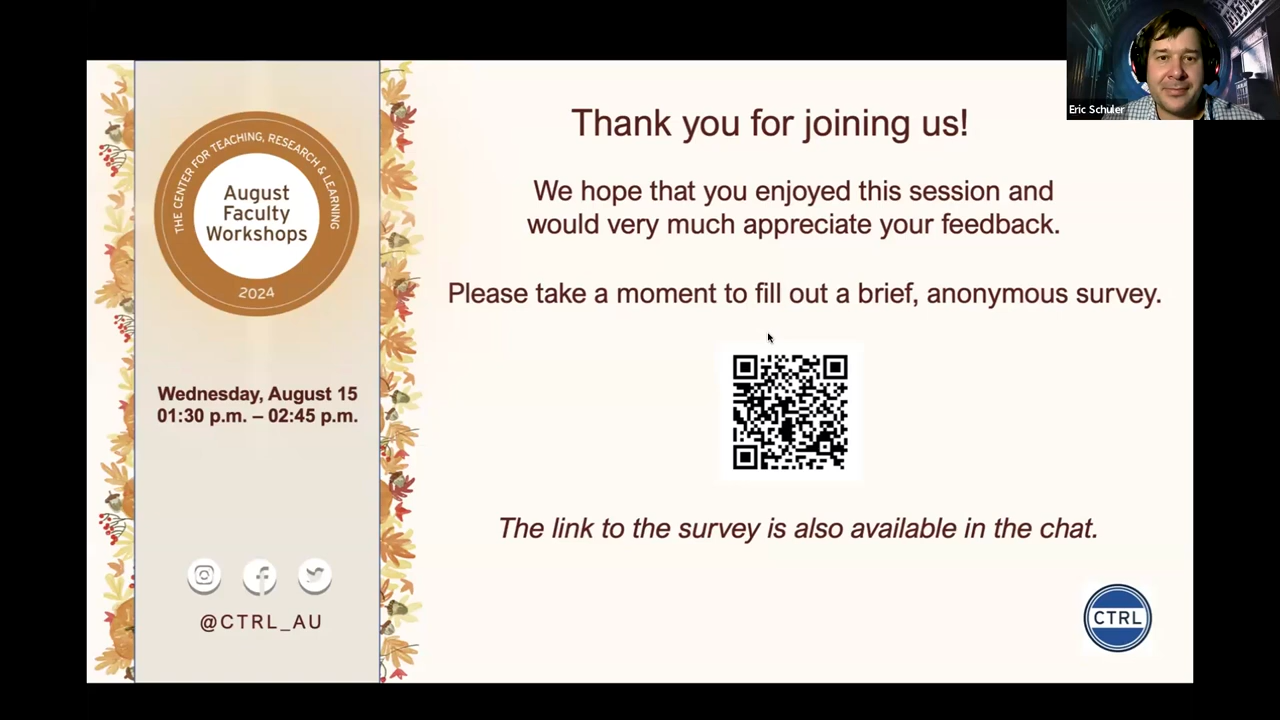 Eric Schuler
THE CENTER FOR TEACHING, RESEARCH & LEARNING
August
Faculty
Workshops
2024
Wednesday, August 15
01:30 p.m. – 02:45 p.m.
@CTRL_AU
Thank you for joining us!
We hope that you enjoyed this session and
would very much appreciate your feedback.
Please take a moment to fill out a brief, anonymous survey.
The link to the survey is also available in the chat.
CTRL